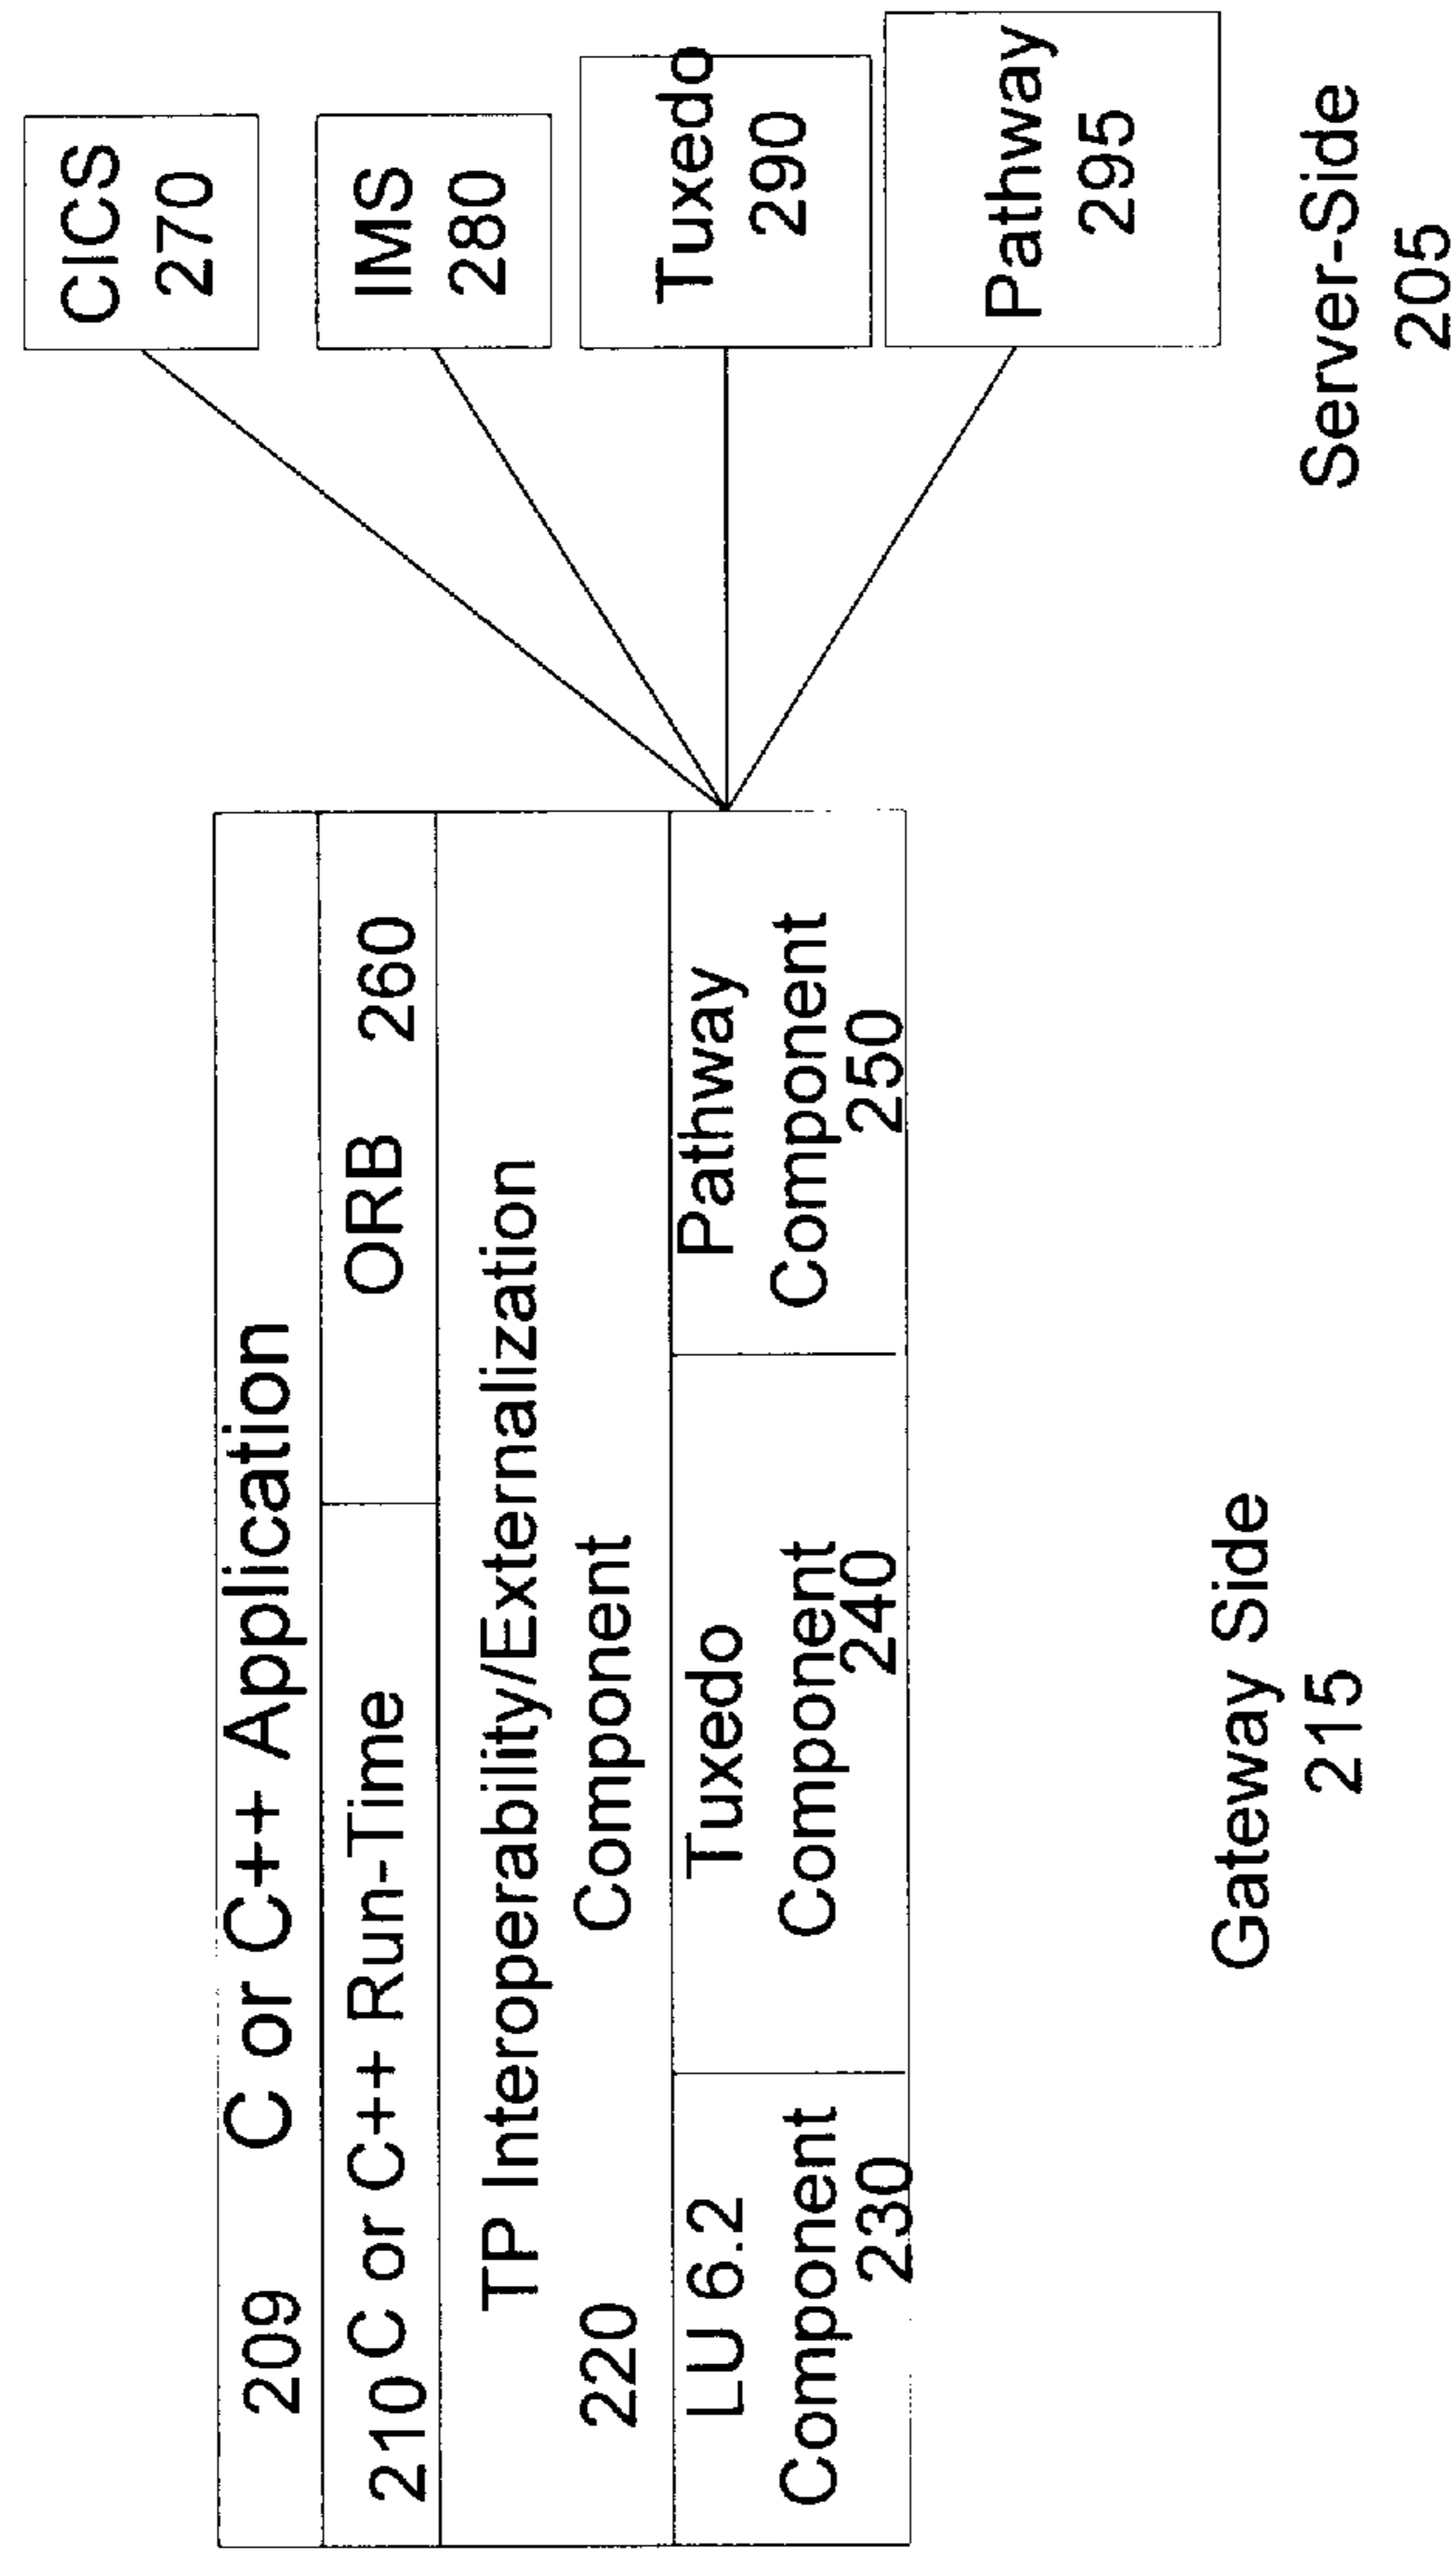 209 C or C++ Application
210 C or C++ Run-Time
ORB 260
TP Interoperability/Externalization
220 Component
LU 6.2
Component
230
Tuxedo
Component
240
Pathway
Component
250
Gateway Side
215
CICS
270
IMS
280
Tuxedo
290
Pathway
295
Server-Side
205